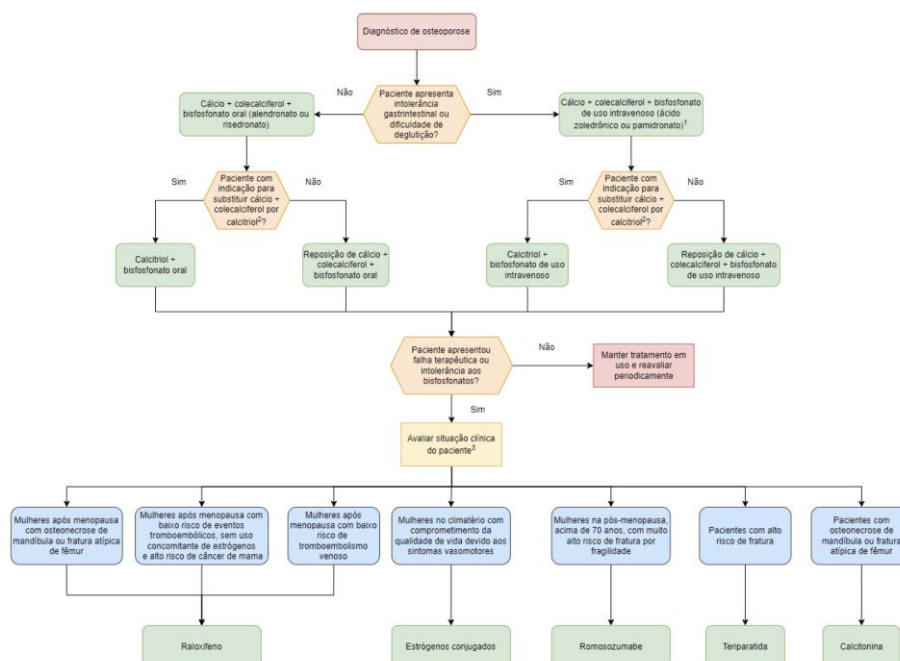 Diagnóstico de osteoporose
Paciente apresenta
intolerância
gastrintestinal ou
dificuldade de
deglutição?
Não
Sim
Cálcio + colecalciferol +
bisfosfonato oral (alendronato ou
risedronato)
Cálcio + colecalciferol + bisfosfonato
de uso intravenoso (ácido
zoledrônico ou pamidronato)¹
Paciente com
indicação para
substituir cálcio +
colecalciferol por
calcitriol²?
Sim
Não
Paciente com
indicação para
substituir cálcio +
colecalciferol por
calcitriol²?
Sim
Não
Calcitriol +
bisfosfonato oral
Reposição de cálcio +
colecalciferol +
bisfosfonato oral
Calcitriol +
bisfosfonato de uso
intravenoso
Reposição de cálcio +
colecalciferol + bisfosfonato
de uso intravenoso
Paciente apresentou
falha terapêutica ou
intolerância aos
bisfosfonatos?
Não
Manter tratamento em
uso e reavaliar
periodicamente
Sim
Avaliar situação clínica
do paciente³
Mulheres após menopausa
com osteonecrose de
mandíbula ou fratura atípica
de fêmur
Mulheres após menopausa com
baixo risco de eventos
tromboembólicos, sem uso
concomitante de estrógenos
e alto risco de câncer de mama
Mulheres após
menopausa com baixo
risco de
tromboembolismo
venoso
Mulheres no climatério com
comprometimento da
qualidade de vida devido aos
sintomas vasomotores
Mulheres na pós-menopausa,
acima de 70 anos, com muito
alto risco de fratura por
fragilidade
Pacientes com alto
risco de fratura
Pacientes com
osteonecrose de
mandíbula ou fratura
atípica de fêmur
Raloxifeno
Estrógenos conjugados
Romosozumabe
Teriparatida
Calcitonina